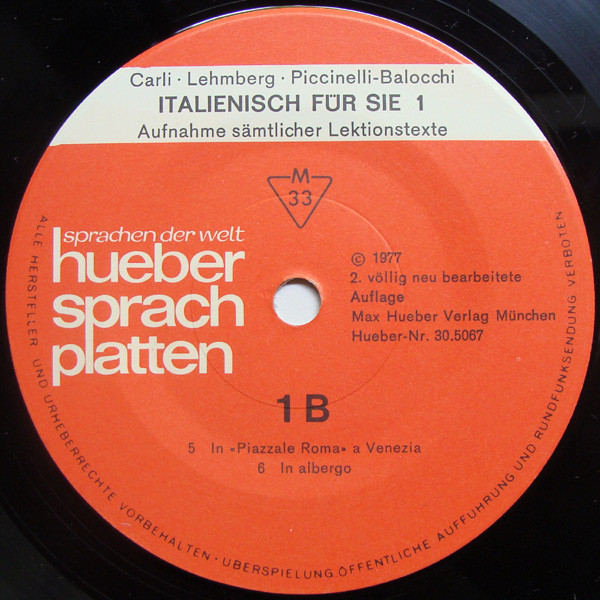 Carli · Lehmberg · Piccinelli-Balocchi
ITALIENISCH FÜR SIE 1
Aufnahme sämtlicher Lektionstexte
M
33
sprachen der welt
hueber
sprach
platten
© 1977
2. völlig neu bearbeitete
Auflage
Max Hueber Verlag München
Hueber-Nr. 30.5067
1 B
5 In «Piazzale Roma» a Venezia
6 In albergo
ALLE HERSTELLER UND URHEBERRECHTE VORBEHALTEN · ÜBERSPIELUNG, ÖFFENTLICHE AUFFÜHRUNG UND RUNDFUNKSENDUNG VERBOTEN